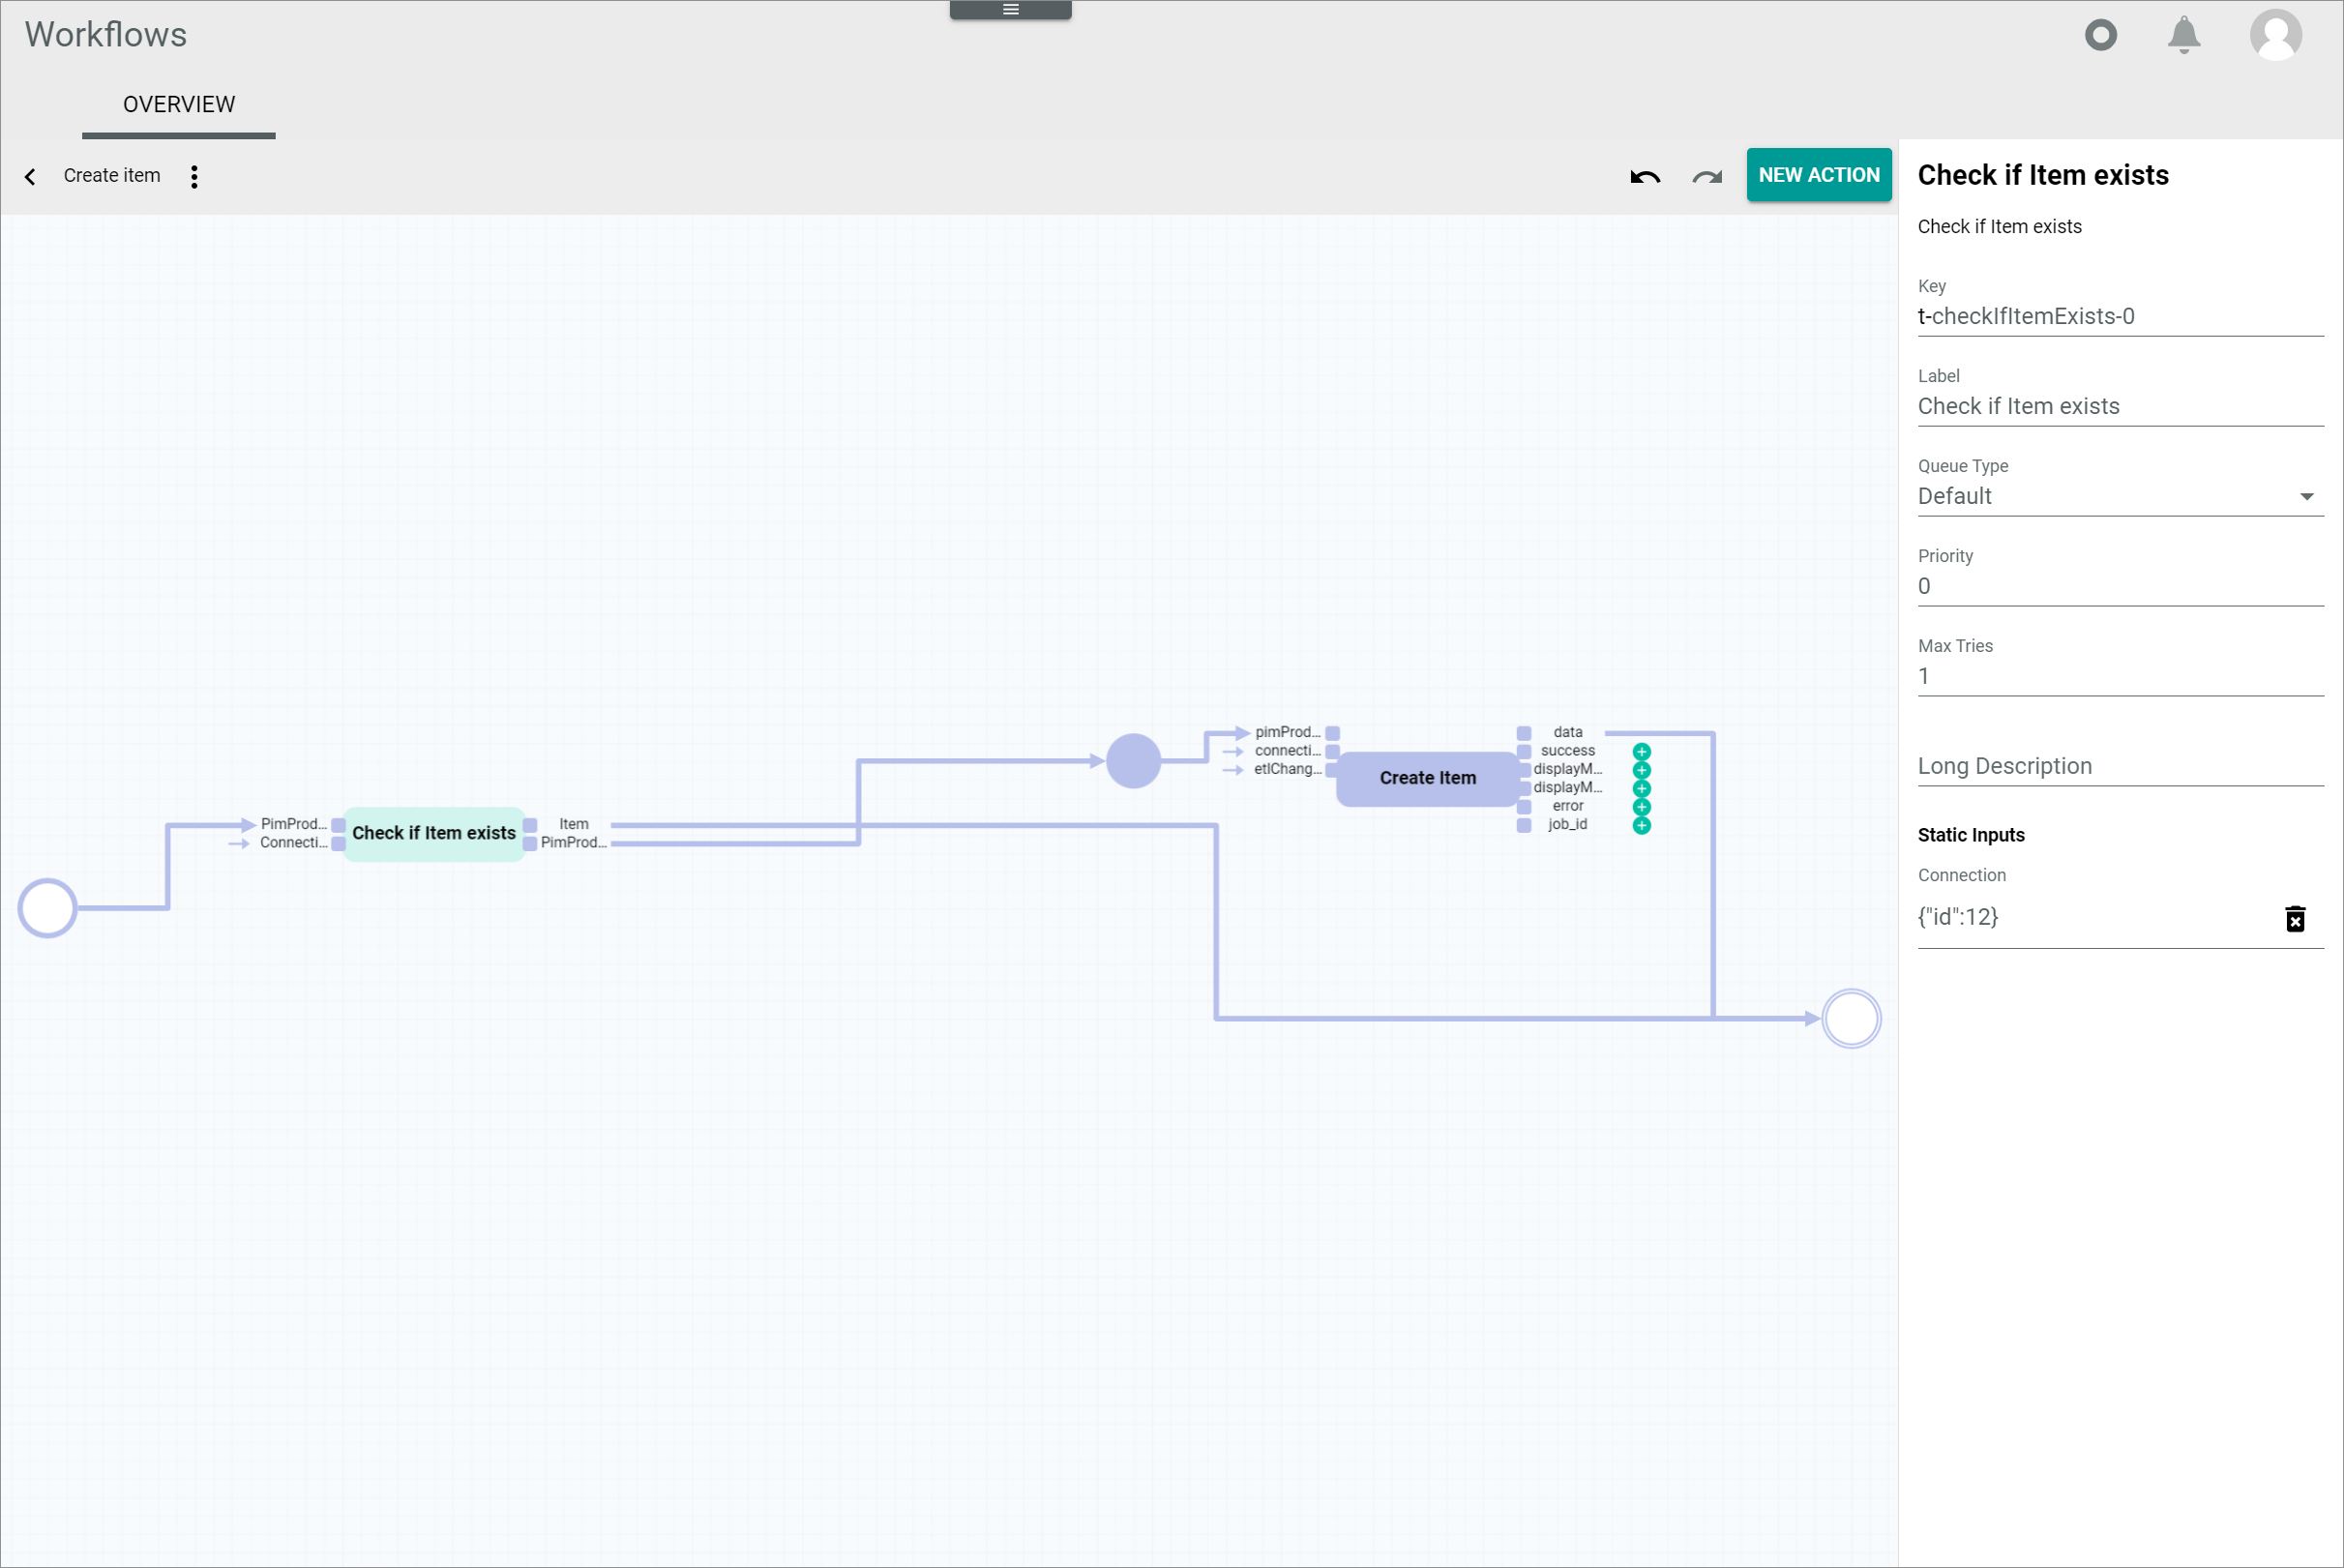 Workflows
OVERVIEW
Create item
NEW ACTION
PimProd...
Connecti...
Check if Item exists
Item
PimProd...
pimProd...
connecti...
etlChang...
Create Item
data
success
displayM...
displayM...
error
job_id
Check if Item exists
Check if Item exists
Key
t-checkIfItemExists-0
Label
Check if Item exists
Queue Type
Default
Priority
0
Max Tries
1
Long Description
Static Inputs
Connection
{"id":12}